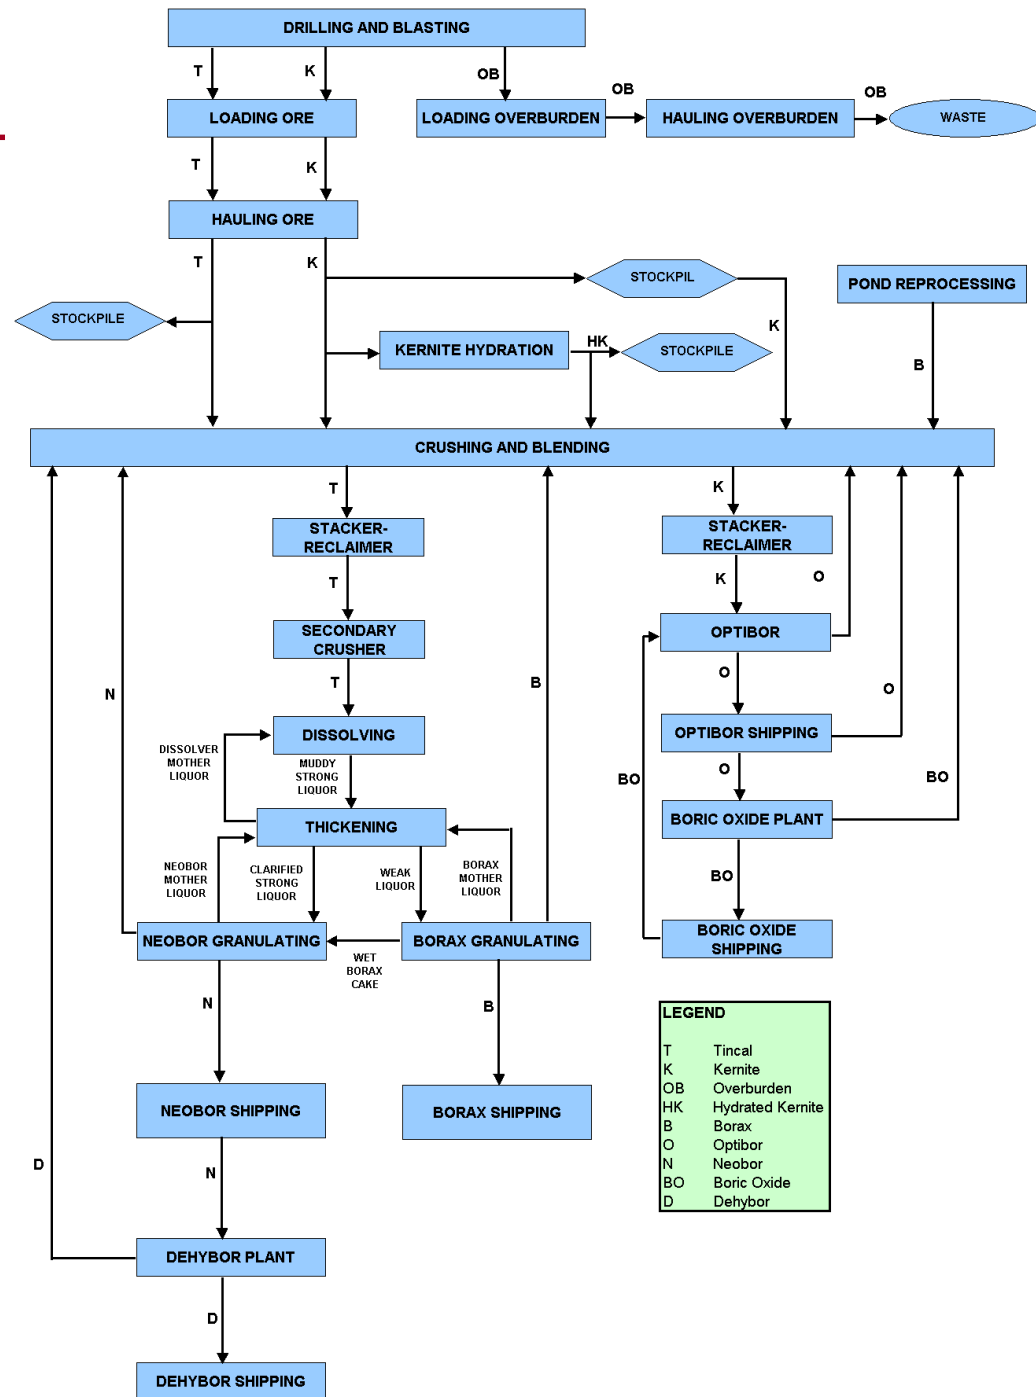 DRILLING AND BLASTING
T
K
OB
OB
OB
LOADING ORE
LOADING OVERBURDEN
HAULING OVERBURDEN
WASTE
T
K
HAULING ORE
T
K
STOCKPIL
POND REPROCESSING
STOCKPILE
K
KERNITE HYDRATION
HK
STOCKPILE
B
CRUSHING AND BLENDING
T
K
STACKER-
RECLAIMER
STACKER-
RECLAIMER
T
K
O
SECONDARY
CRUSHER
OPTIBOR
T
O
N
B
O
DISSOLVING
OPTIBOR SHIPPING
DISSOLVER
MOTHER
LIQUOR
MUDDY
STRONG
LIQUOR
O
BO
BO
THICKENING
BORIC OXIDE PLANT
NEOBOR
MOTHER
LIQUOR
CLARIFIED
STRONG
LIQUOR
WEAK
LIQUOR
BORAX
MOTHER
LIQUOR
BO
NEOBOR GRANULATING
BORAX GRANULATING
BORIC OXIDE
SHIPPING
WET
BORAX
CAKE
N
B
LEGEND
T Tincal
K Kernite
OB Overburden
HK Hydrated Kernite
B Borax
O Optibor
N Neobor
BO Boric Oxide
D Dehybor
NEOBOR SHIPPING
BORAX SHIPPING
D
N
DEHYBOR PLANT
D
DEHYBOR SHIPPING